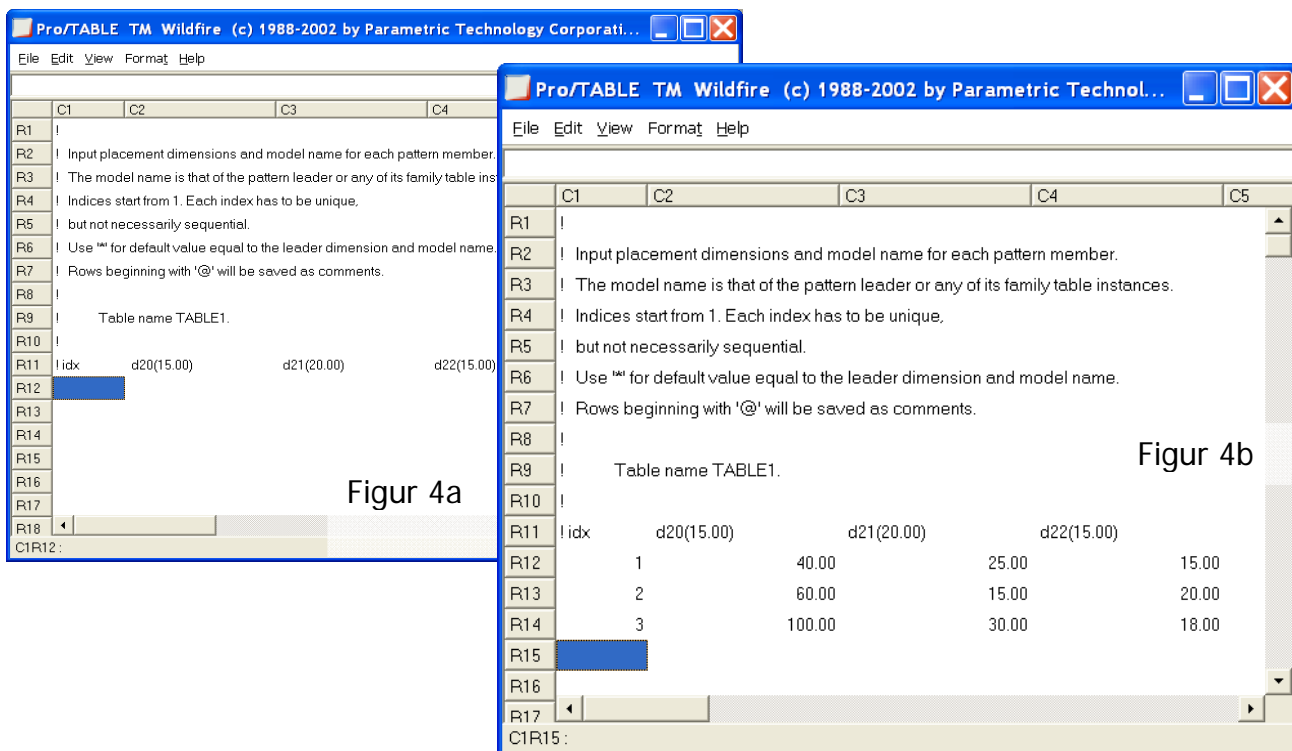 Pro/TABLE TM Wildfire (c) 1988-2002 by Parametric Technology Corporati...
File Edit View Format Help
C1 C2 C3 C4
R1 !
R2 ! Input placement dimensions and model name for each pattern member.
R3 ! The model name is that of the pattern leader or any of its family table ins
R4 ! Indices start from 1. Each index has to be unique,
R5 ! but not necessarily sequential.
R6 ! Use '*' for default value equal to the leader dimension and model name.
R7 ! Rows beginning with '@' will be saved as comments.
R8 !
R9 ! Table name TABLE1.
R10 !
R11 ! idx d20(15.00) d21(20.00) d22(15.00)
R12
R13
R14
R15
R16
R17
R18
Figur 4a
C1R12 :
Pro/TABLE TM Wildfire (c) 1988-2002 by Parametric Technol...
File Edit View Format Help
C1 C2 C3 C4 C5
R1 !
R2 ! Input placement dimensions and model name for each pattern member.
R3 ! The model name is that of the pattern leader or any of its family table instances.
R4 ! Indices start from 1. Each index has to be unique,
R5 ! but not necessarily sequential.
R6 ! Use '*' for default value equal to the leader dimension and model name.
R7 ! Rows beginning with '@' will be saved as comments.
R8 !
R9 ! Table name TABLE1.
Figur 4b
R10 !
R11 ! idx d20(15.00) d21(20.00) d22(15.00)
R12 1 40.00 25.00 15.00
R13 2 60.00 15.00 20.00
R14 3 100.00 30.00 18.00
R15
R16
R17
C1R15 :